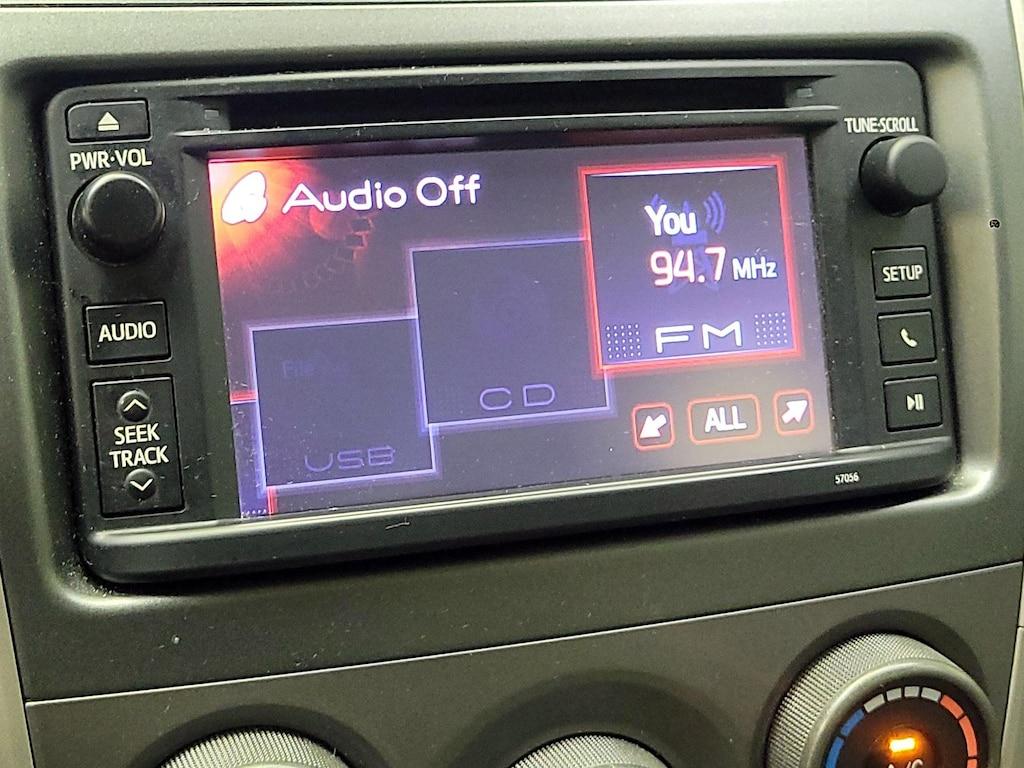 PWR·VOL
TUNE·SCROLL
Audio Off
You
94.7 MHz
SETUP
AUDIO
FM
File
CD
ALL
SEEK
TRACK
USB
57056
A/C